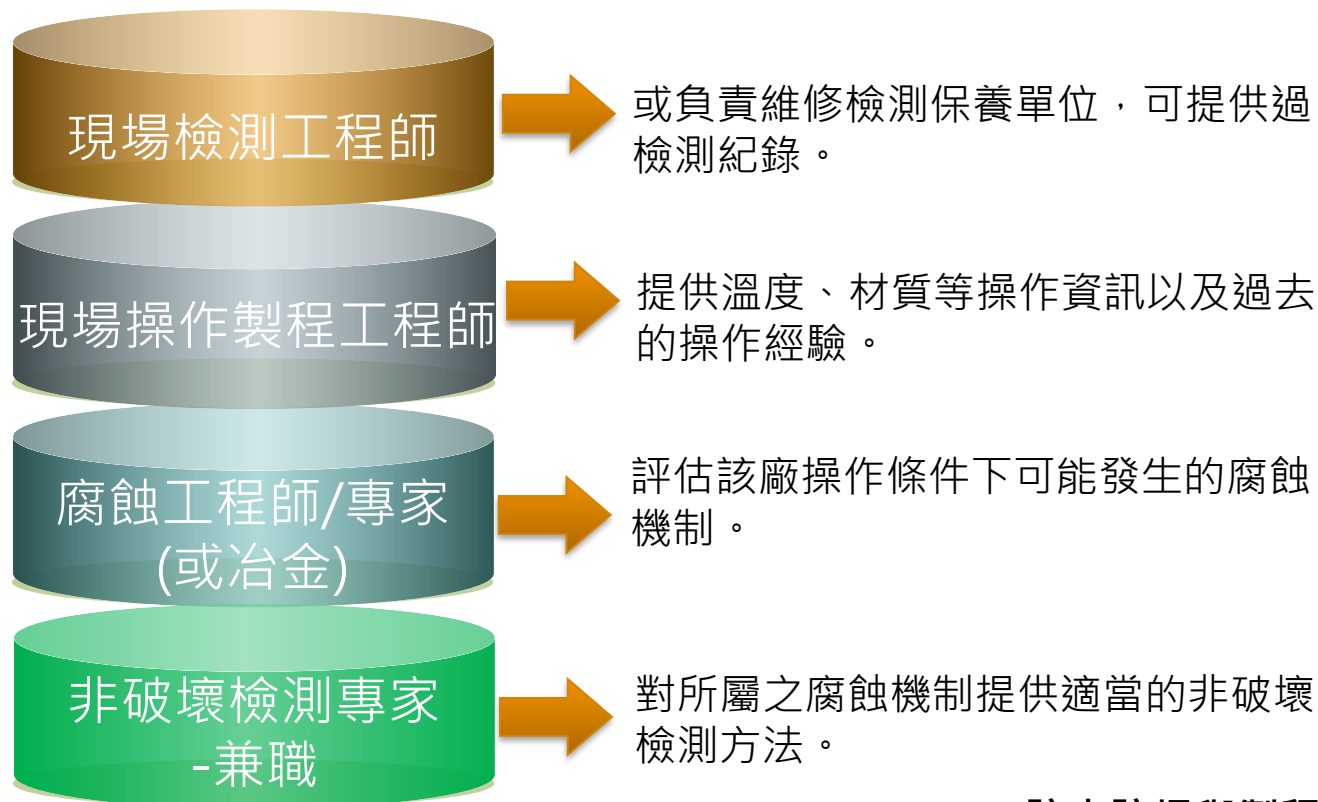 現場檢測工程師
或負責維修檢測保養單位，可提供過
檢測紀錄。
現場操作製程工程師
提供溫度、材質等操作資訊以及過去
的操作經驗。
腐蝕工程師/專家
(或冶金)
評估該廠操作條件下可能發生的腐蝕
機制。
非破壞檢測專家
-兼職
對所屬之腐蝕機制提供適當的非破壞
檢測方法。